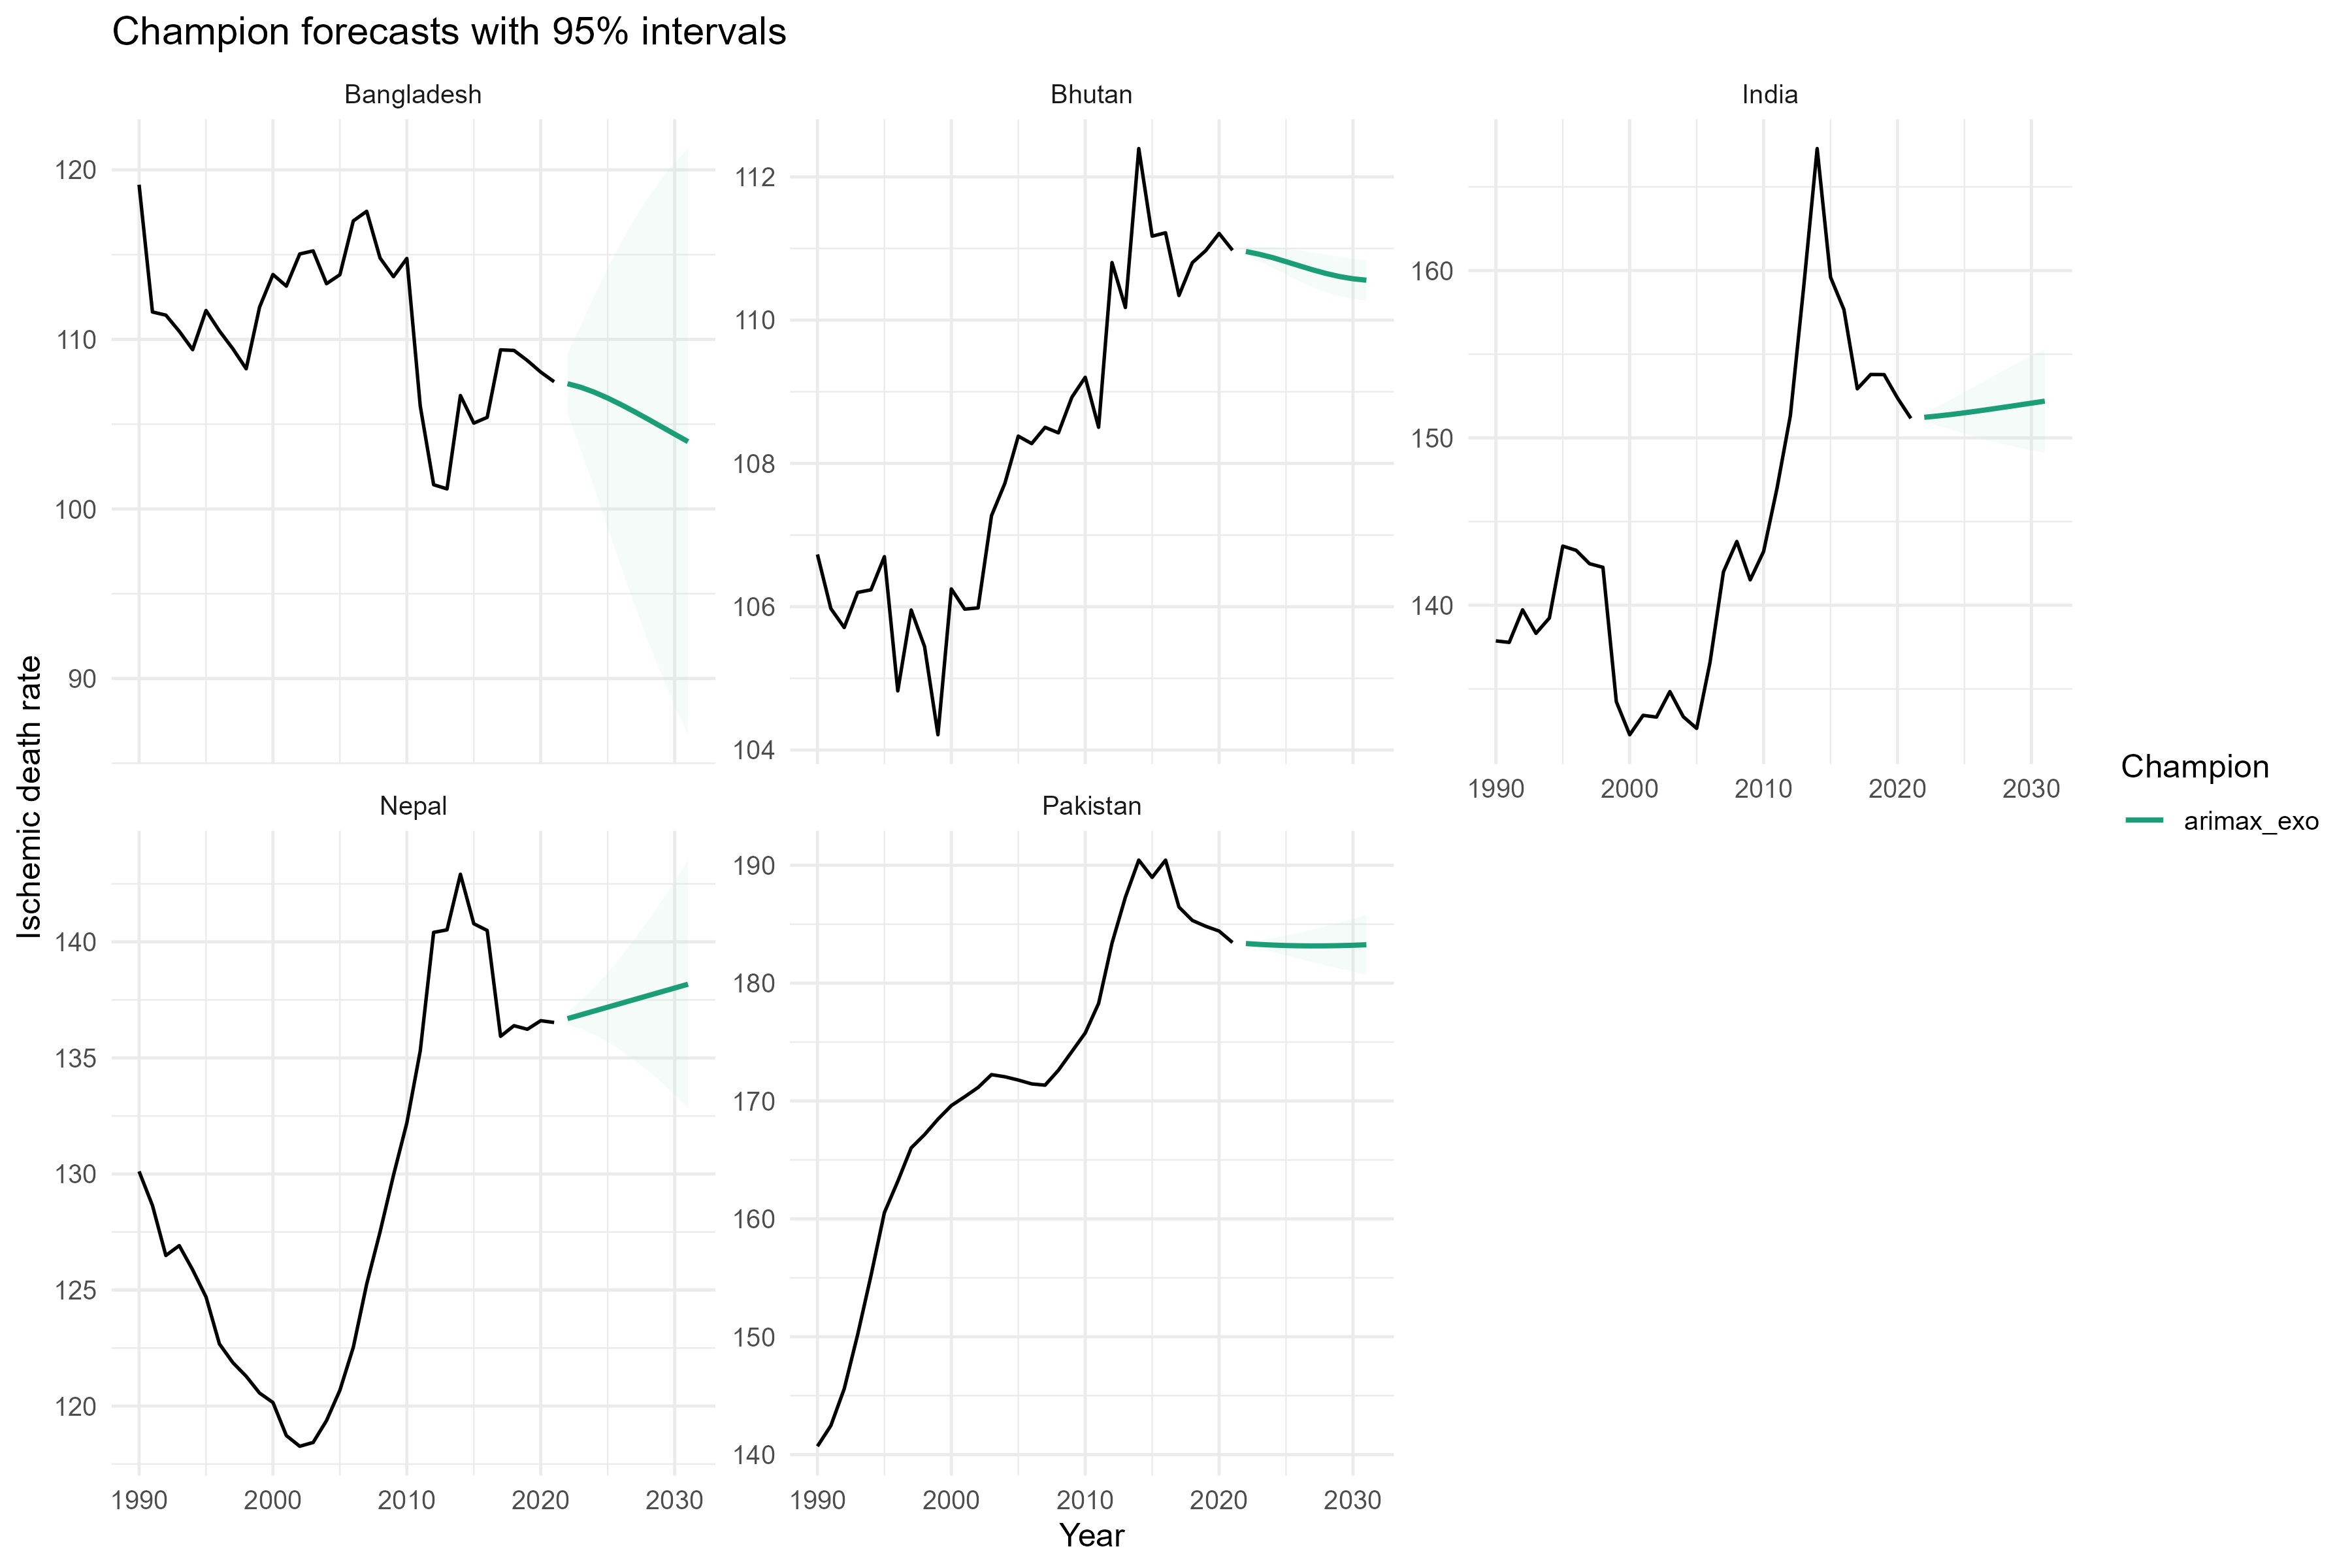 Champion forecasts with 95% intervals
Bangladesh
Bhutan
India
120
110
100
90
112
110
108
106
104
160
150
140
1990 2000 2010 2020 2030
Ischemic death rate
Champion
arimax_exo
Nepal
Pakistan
140
135
130
125
120
190
180
170
160
150
140
1990 2000 2010 2020 2030
1990 2000 2010 2020 2030
Year